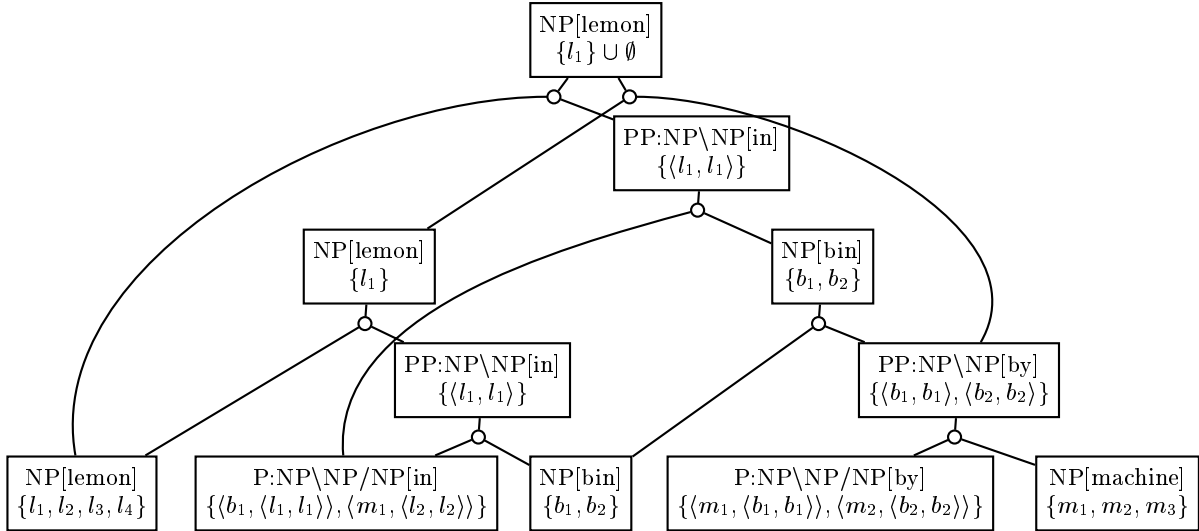 NP[lemon]
{l₁} ∪ ∅
PP:NP\NP[in]
{⟨l₁, l₁⟩}
NP[lemon]
{l₁}
NP[bin]
{b₁, b₂}
PP:NP\NP[in]
{⟨l₁, l₁⟩}
PP:NP\NP[by]
{⟨b₁, b₁⟩, ⟨b₂, b₂⟩}
NP[lemon]
{l₁, l₂, l₃, l₄}
P:NP\NP/NP[in]
{⟨b₁, ⟨l₁, l₁⟩⟩, ⟨m₁, ⟨l₂, l₂⟩⟩}
NP[bin]
{b₁, b₂}
P:NP\NP/NP[by]
{⟨m₁, ⟨b₁, b₁⟩⟩, ⟨m₂, ⟨b₂, b₂⟩⟩}
NP[machine]
{m₁, m₂, m₃}